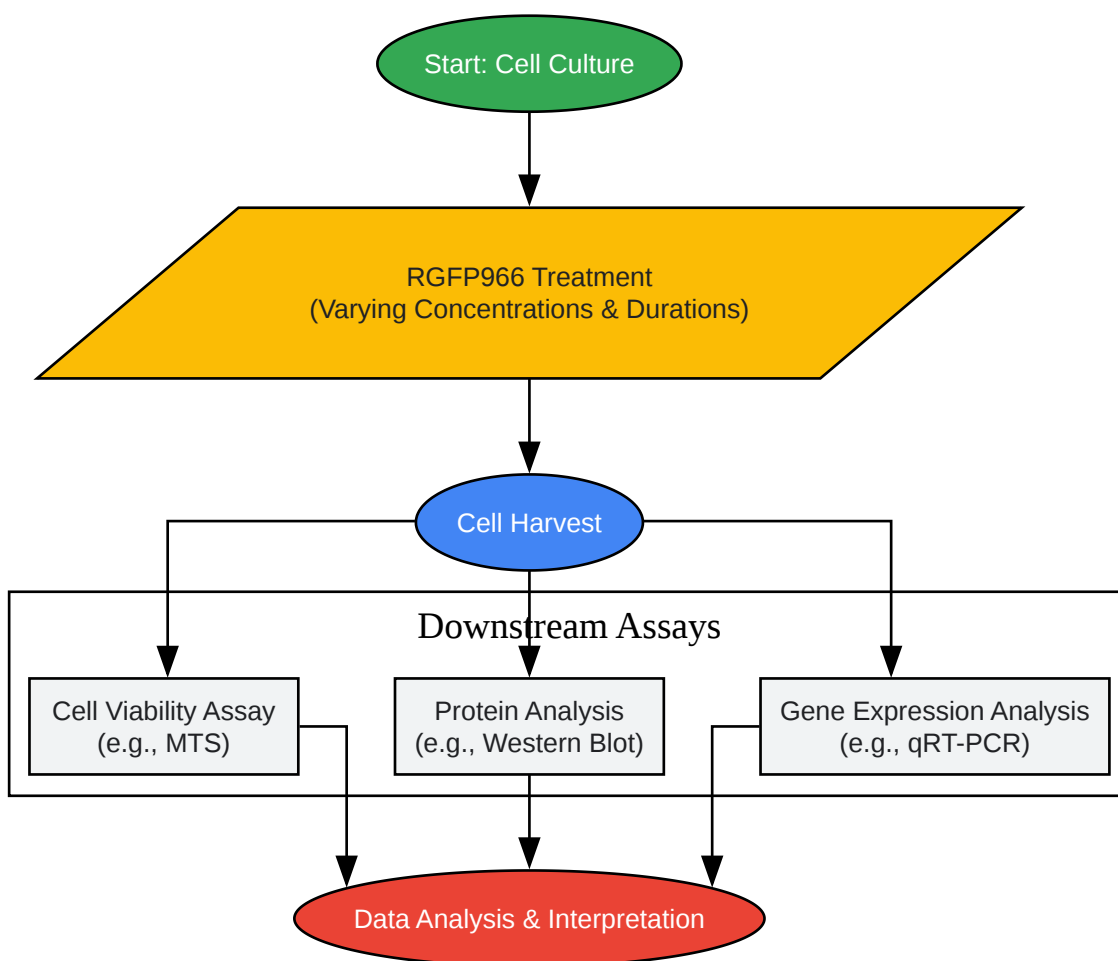 Start: Cell Culture
RGFP966 Treatment
(Varying Concentrations & Durations)
Cell Harvest
Downstream Assays
Cell Viability Assay
(e.g., MTS)
Protein Analysis
(e.g., Western Blot)
Gene Expression Analysis
(e.g., qRT-PCR)
Data Analysis & Interpretation